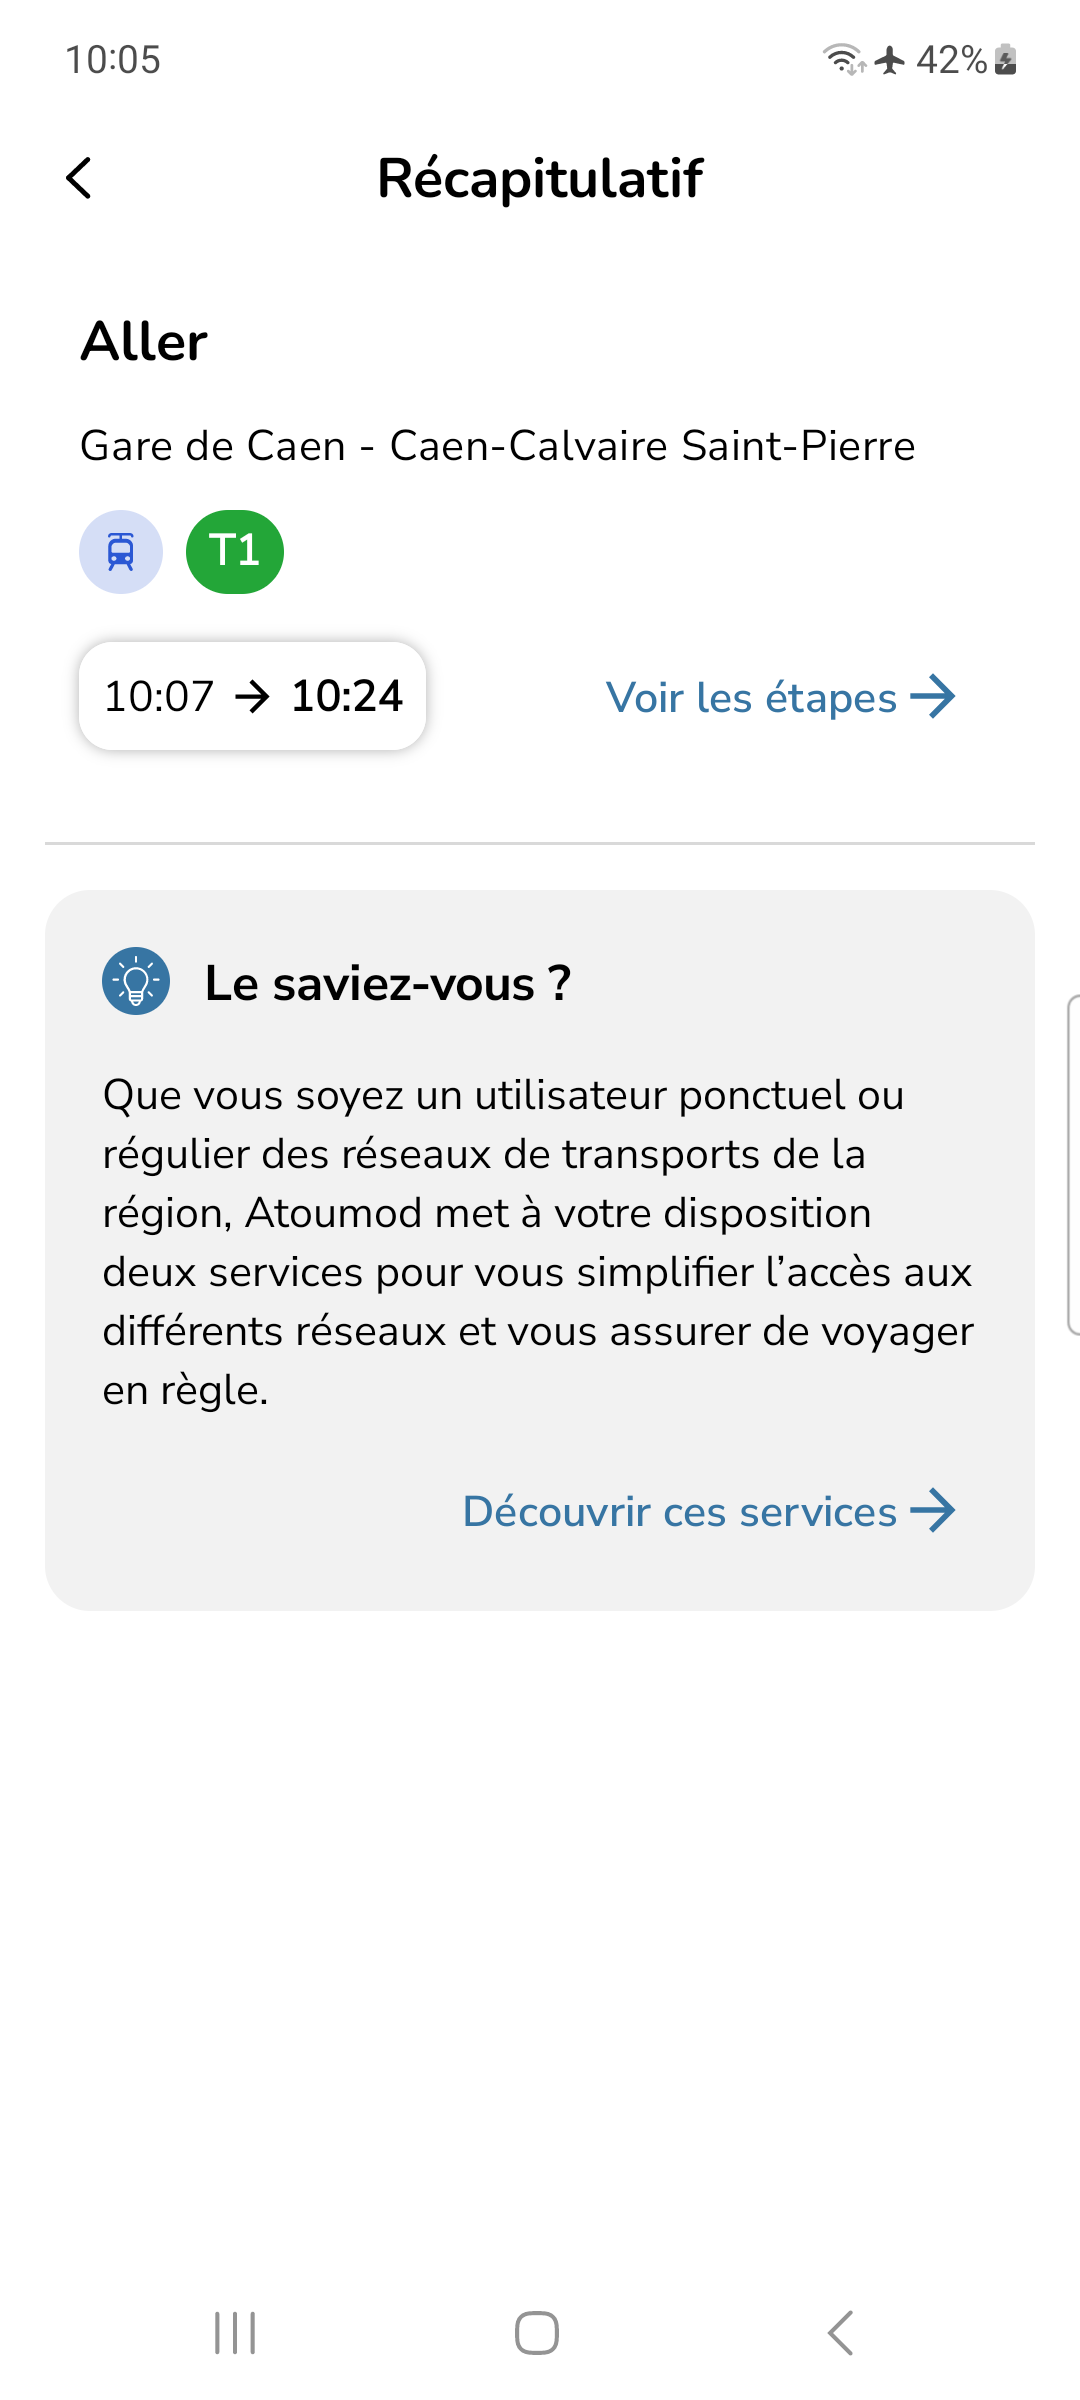 10:05
42%
Récapitulatif
Aller
Gare de Caen - Caen-Calvaire Saint-Pierre
T1
10:07 → 10:24
Voir les étapes →
Le saviez-vous ?
Que vous soyez un utilisateur ponctuel ou
régulier des réseaux de transports de la
région, Atoumod met à votre disposition
deux services pour vous simplifier l’accès aux
différents réseaux et vous assurer de voyager
en règle.
Découvrir ces services →